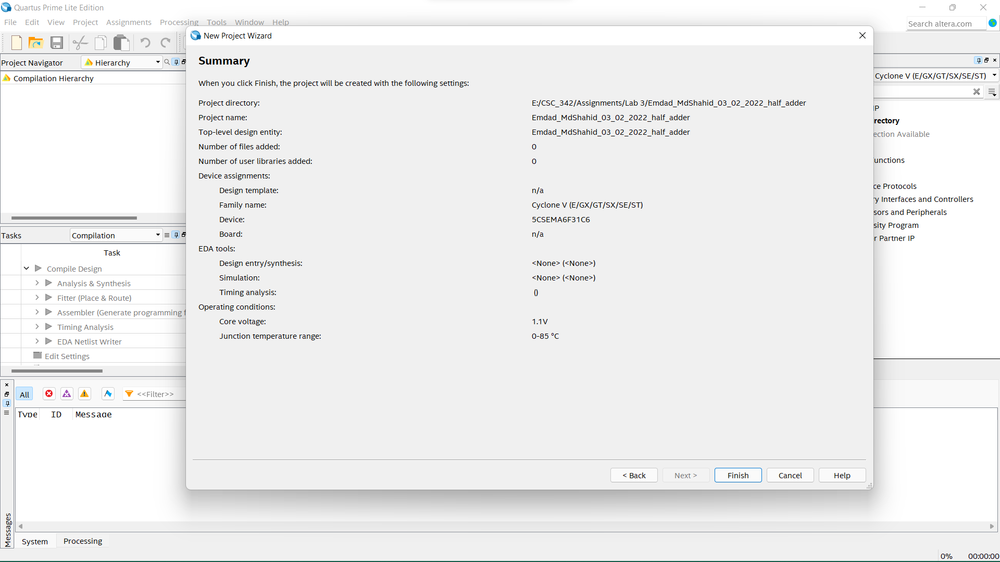 Quartus Prime Lite Edition
File Edit View Project Assignments Processing Tools Window Help
Search altera.com
New Project Wizard
Project Navigator Hierarchy
Compilation Hierarchy
Summary
When you click Finish, the project will be created with the following settings:
Project directory: E:/CSC_342/Assignments/Lab 3/Emdad_MdShahid_03_02_2022_half_adder
Project name: Emdad_MdShahid_03_02_2022_half_adder
Top-level design entity: Emdad_MdShahid_03_02_2022_half_adder
Number of files added: 0
Number of user libraries added: 0
Device assignments:
Design template: n/a
Family name: Cyclone V (E/GX/GT/SX/SE/ST)
Device: 5CSEMA6F31C6
Board: n/a
EDA tools:
Design entry/synthesis: <None> (<None>)
Simulation: <None> (<None>)
Timing analysis: ()
Operating conditions:
Core voltage: 1.1V
Junction temperature range: 0-85 °C
< Back Next > Finish Cancel Help
Cyclone V (E/GX/GT/SX/SE/ST)
IP
rectory
ection Available
unctions
ce Protocols
ry Interfaces and Controllers
sors and Peripherals
sity Program
r Partner IP
Tasks Compilation
Task
Compile Design
Analysis & Synthesis
Fitter (Place & Route)
Assembler (Generate programming f
Timing Analysis
EDA Netlist Writer
Edit Settings
All <<Filter>>
Type ID Message
Messages
System Processing
0% 00:00:00